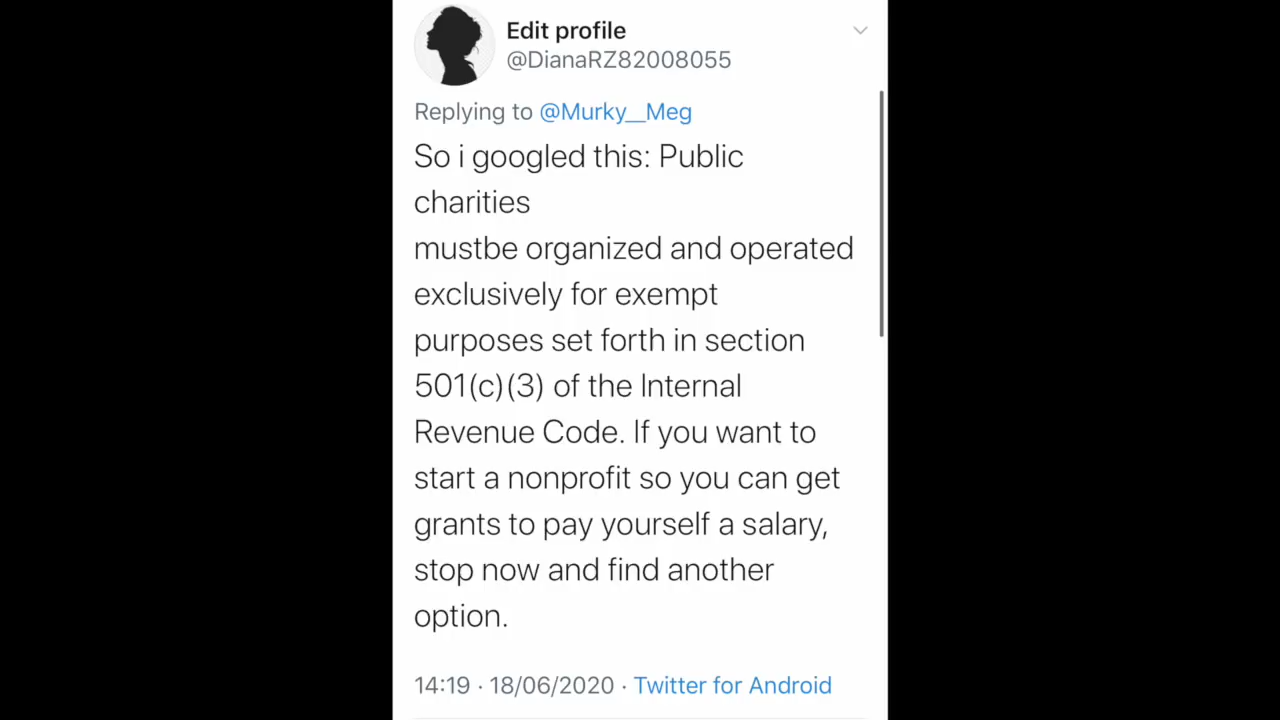 Edit profile
@DianaRZ82008055
Replying to @Murky__Meg
So i googled this: Public
charities
mustbe organized and operated
exclusively for exempt
purposes set forth in section
501(c)(3) of the Internal
Revenue Code. If you want to
start a nonprofit so you can get
grants to pay yourself a salary,
stop now and find another
option.
14:19 · 18/06/2020 · Twitter for Android